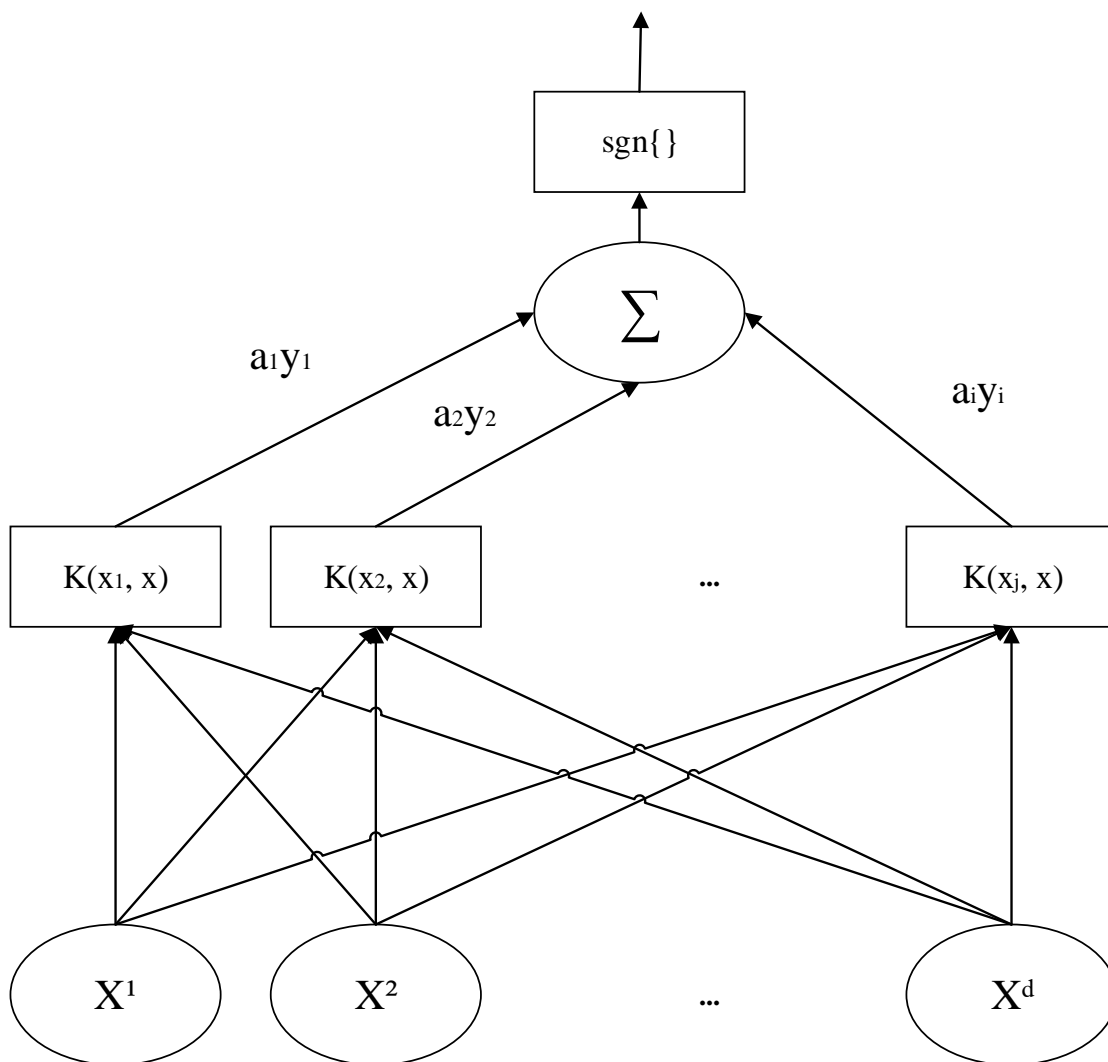 sgn{}
∑
a₁y₁
a₂y₂
aᵢyᵢ
K(x₁, x)
K(x₂, x)
...
K(xⱼ, x)
X¹
X²
...
Xᵈ